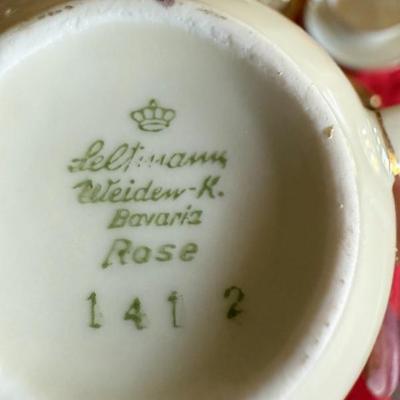 Seltmann
Weiden-K.
Bavaria
Rose
141 2